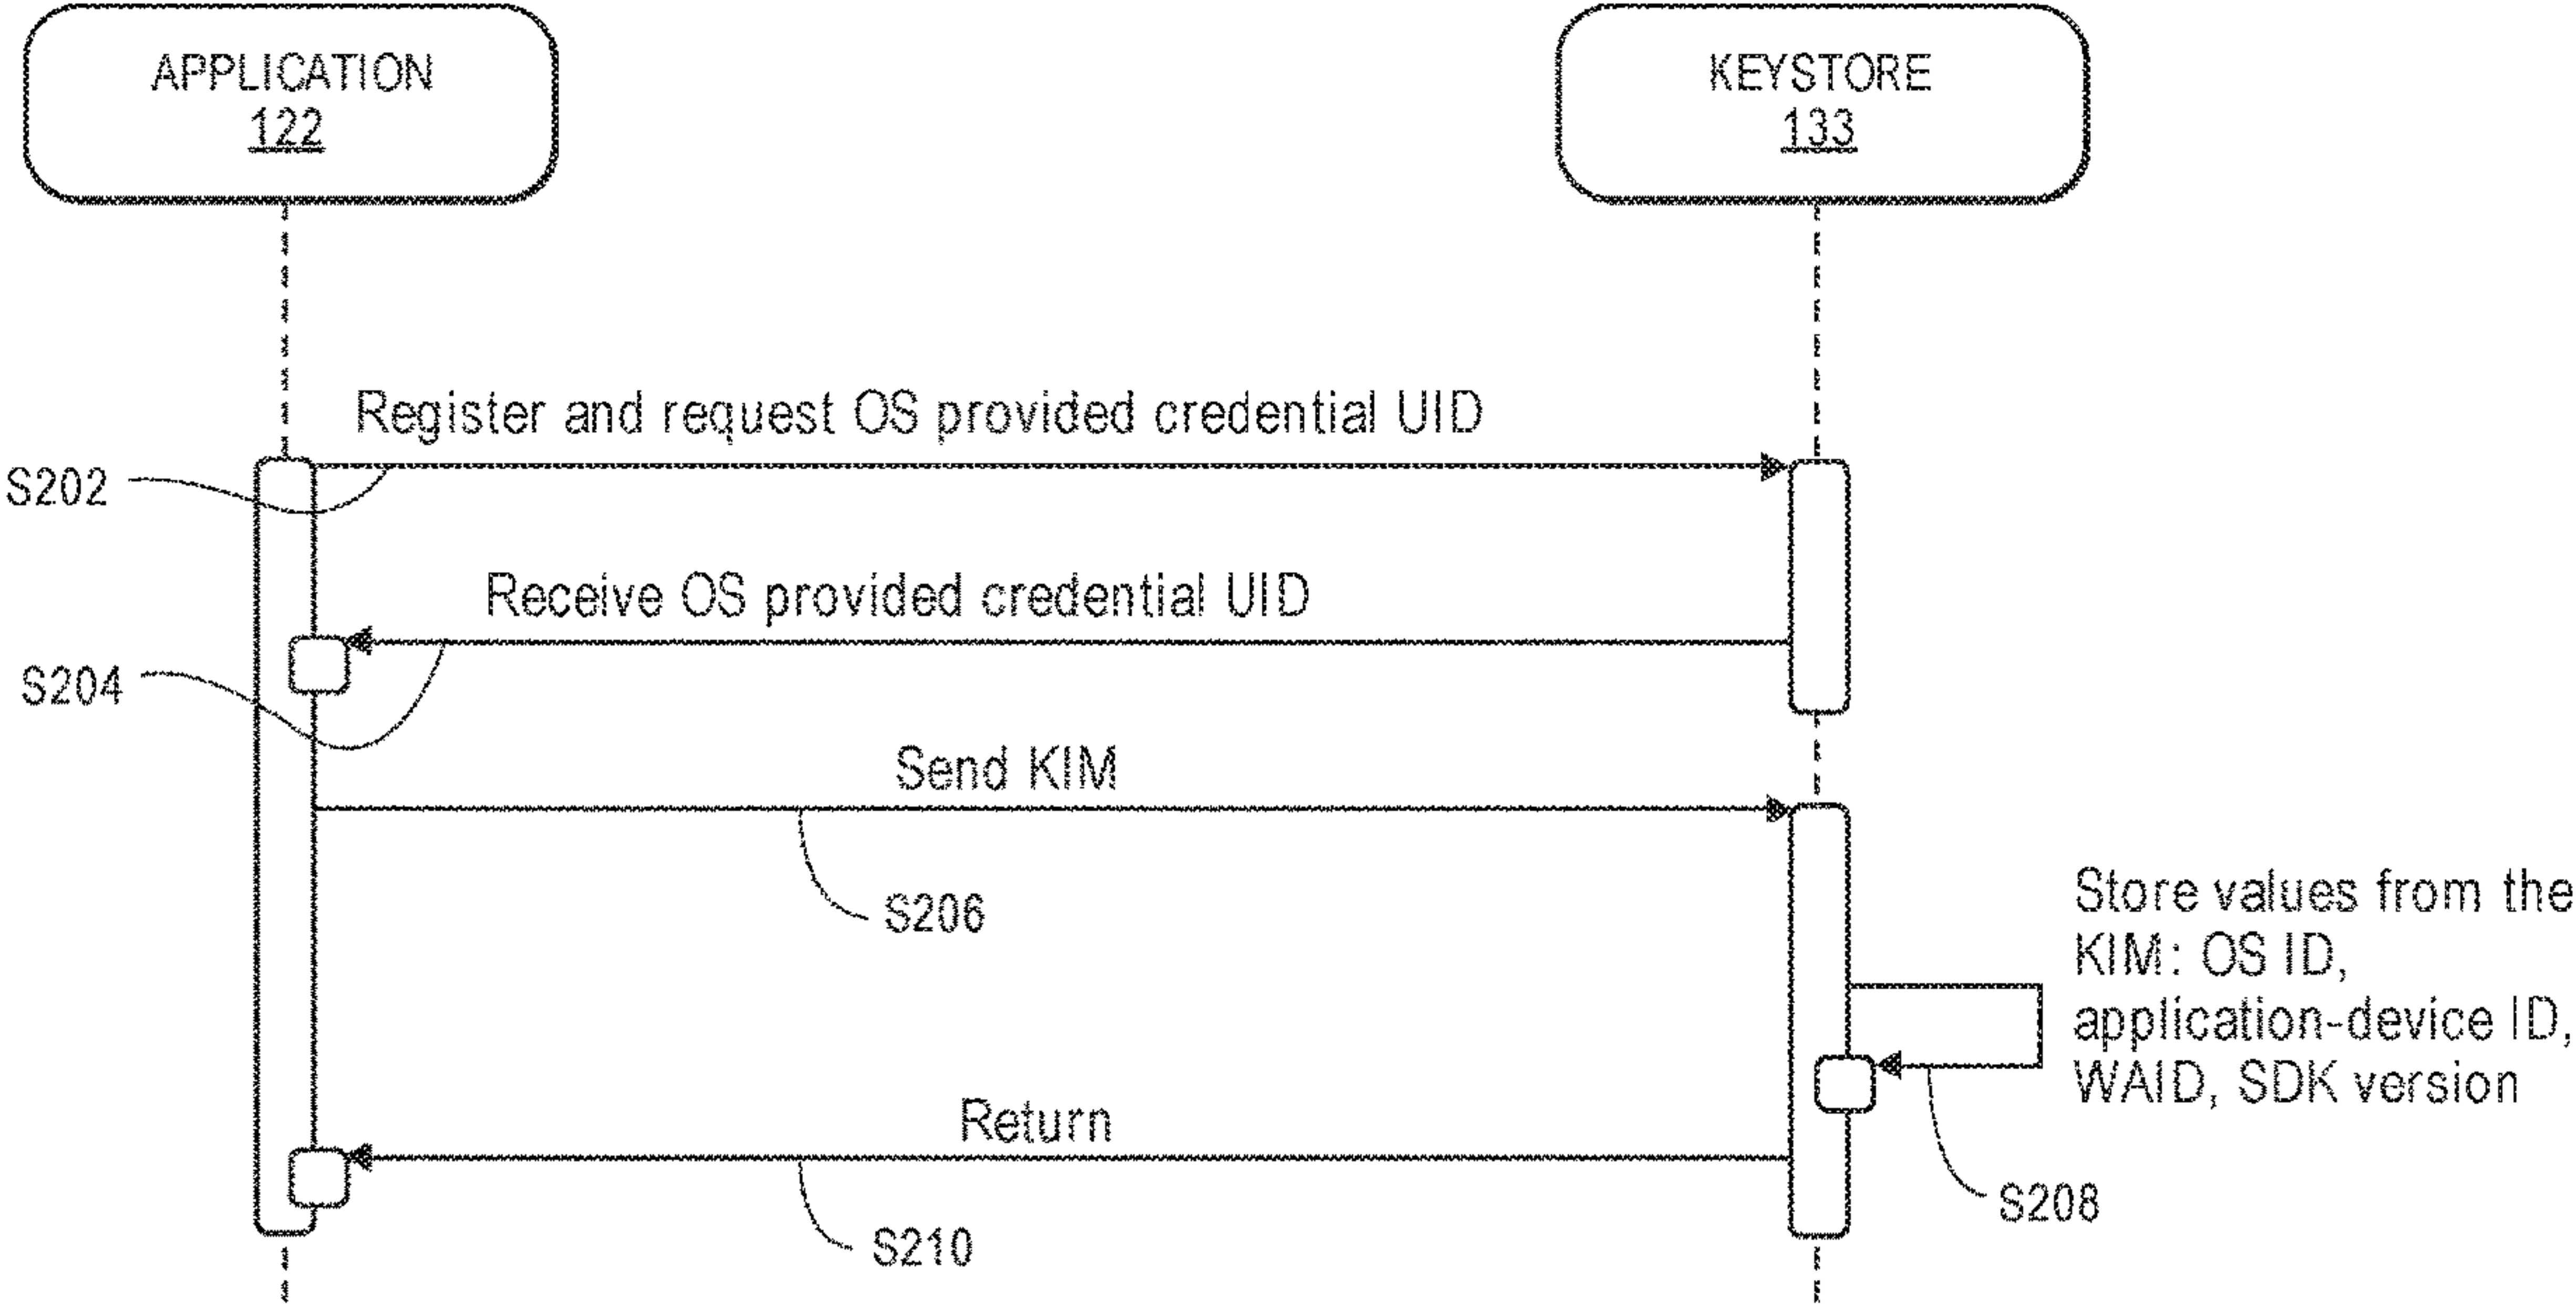 APPLICATION
122
KEYSTORE
133
Register and request OS provided credential UID
S202
Receive OS provided credential UID
S204
Send KIM
S206
Store values from the
KIM: OS ID,
application-device ID,
WAID, SDK version
S208
Return
S210